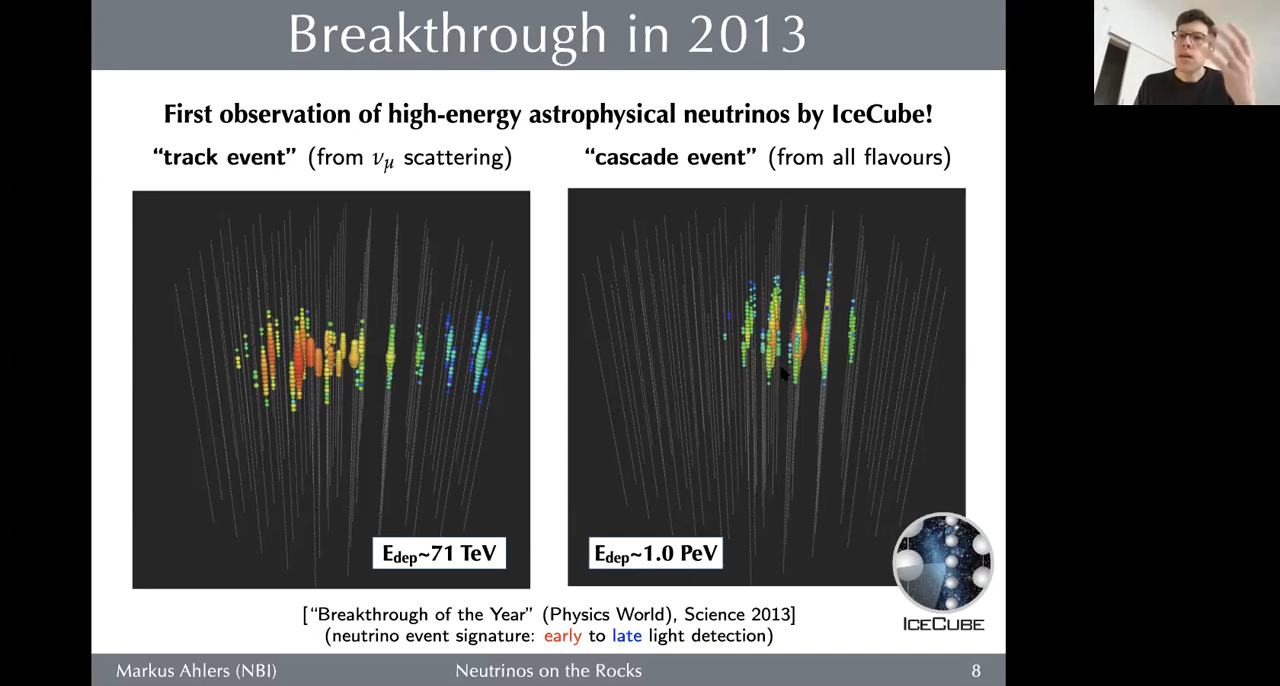 Breakthrough in 2013
First observation of high-energy astrophysical neutrinos by IceCube!
“track event” (from νμ scattering)
“cascade event” (from all flavours)
Edep~71 TeV
Edep~1.0 PeV
ICECUBE
[“Breakthrough of the Year” (Physics World), Science 2013]
(neutrino event signature: early to late light detection)
Markus Ahlers (NBI)
Neutrinos on the Rocks
8